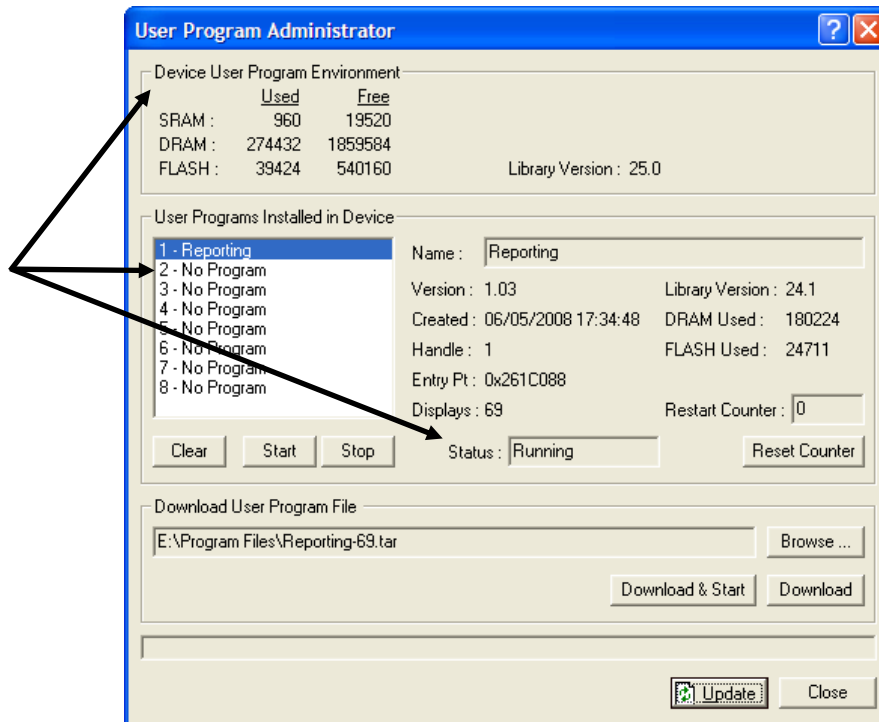 User Program Administrator
Device User Program Environment
Used Free
SRAM : 960 19520
DRAM : 274432 1859584
FLASH : 39424 540160 Library Version : 25.0
User Programs Installed in Device
1 - Reporting
2 - No Program
3 - No Program
4 - No Program
5 - No Program
6 - No Program
7 - No Program
8 - No Program
Name : Reporting
Version : 1.03 Library Version : 24.1
Created : 06/05/2008 17:34:48 DRAM Used : 180224
Handle : 1 FLASH Used : 24711
Entry Pt : 0x261C088
Displays : 69 Restart Counter : 0
Clear Start Stop Status : Running Reset Counter
Download User Program File
E:\Program Files\Reporting-69.tar Browse ...
Download & Start Download
Update Close